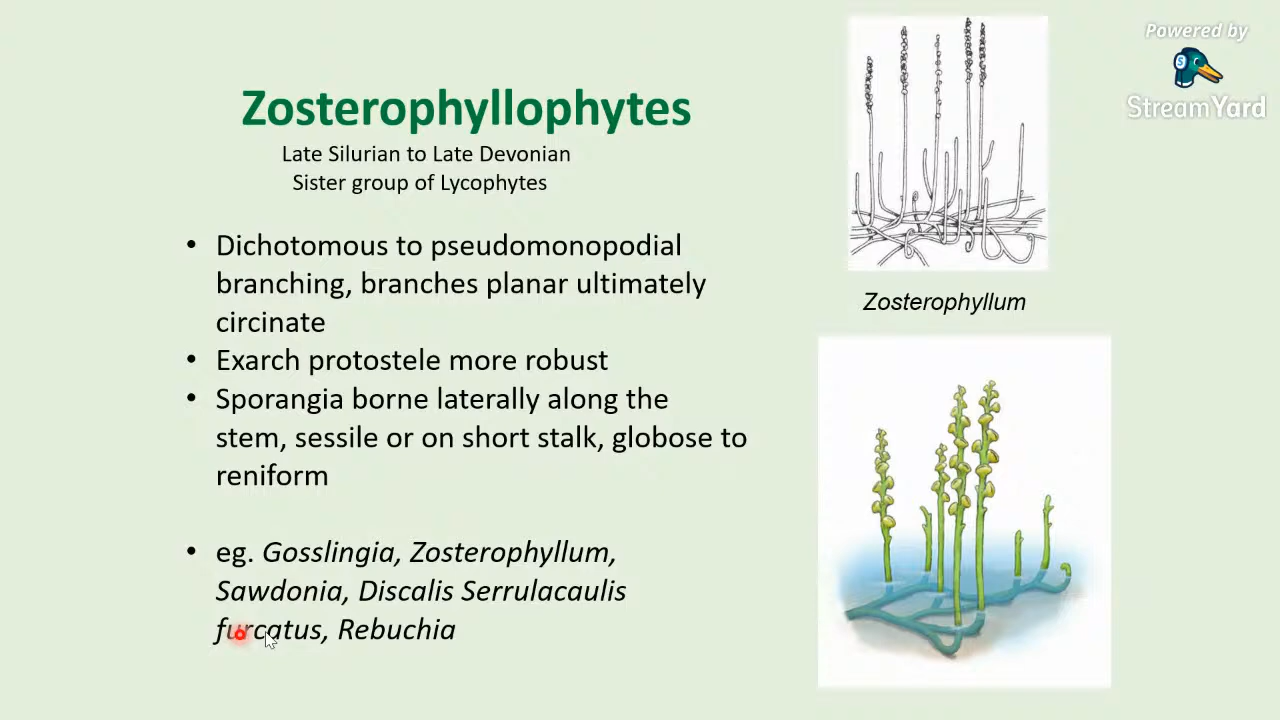 Powered by
StreamYard
Zosterophyllophytes
Late Silurian to Late Devonian
Sister group of Lycophytes
• Dichotomous to pseudomonopodial
branching, branches planar ultimately
circinate
• Exarch protostele more robust
• Sporangia borne laterally along the
stem, sessile or on short stalk, globose to
reniform
• eg. Gosslingia, Zosterophyllum,
Sawdonia, Discalis Serrulacaulis
furcatus, Rebuchia
Zosterophyllum